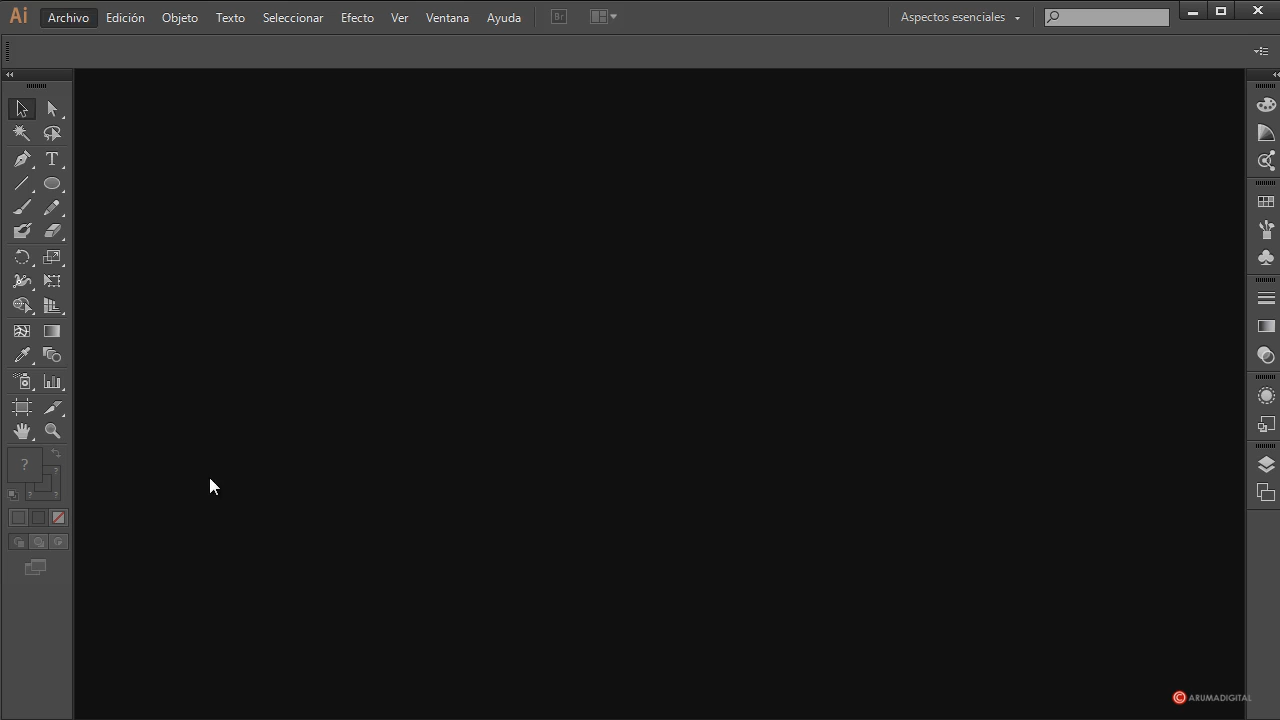 Ai Archivo Edición Objeto Texto Seleccionar Efecto Ver Ventana Ayuda Br Aspectos esenciales
T
?
? ? ?
© ARUMADIGITAL